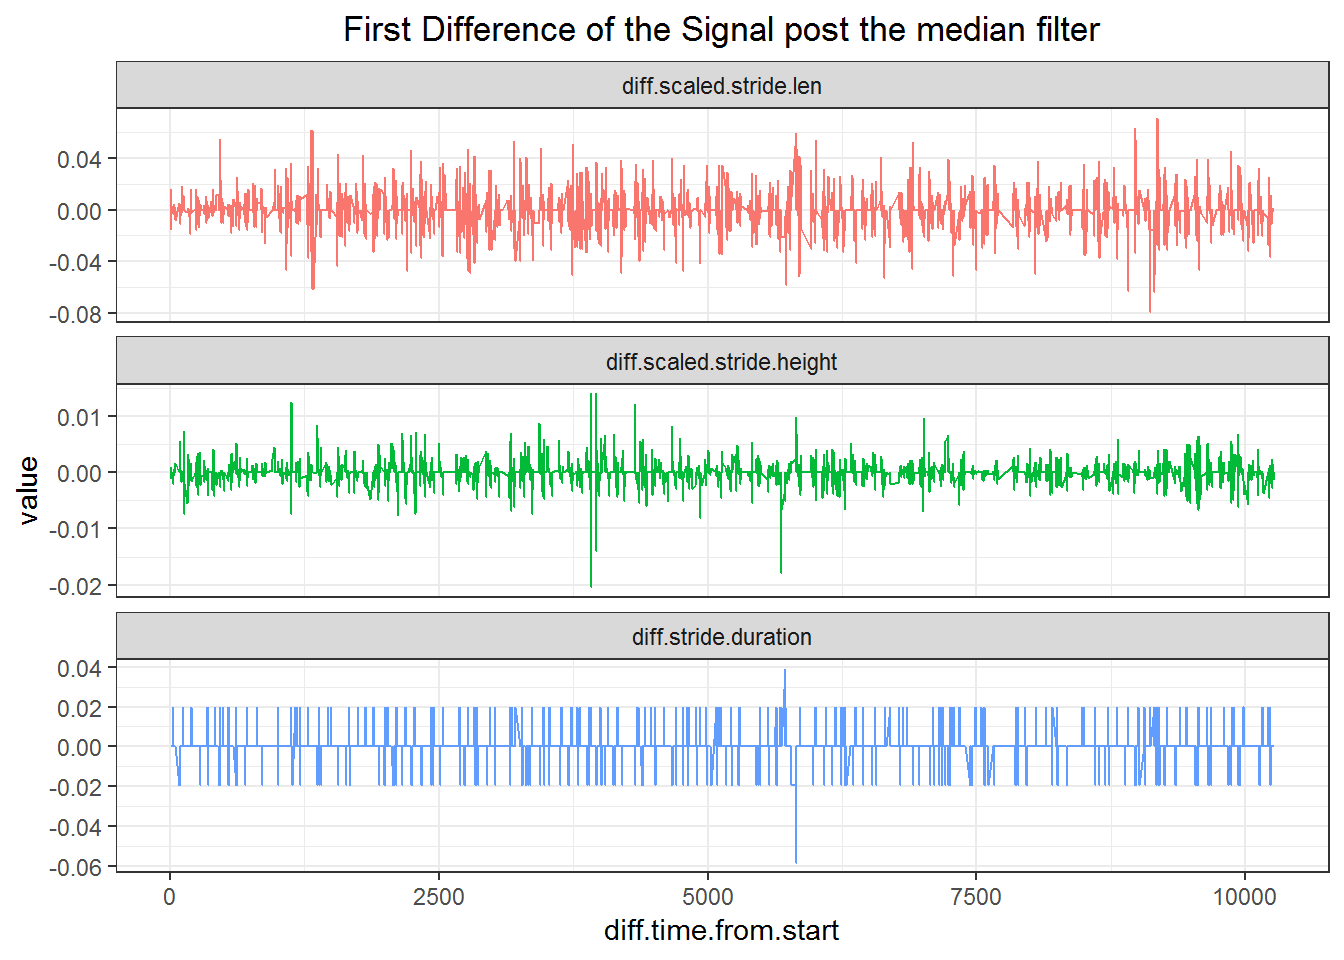 First Difference of the Signal post the median filter
diff.scaled.stride.len
0.04
0.00
-0.04
-0.08
diff.scaled.stride.height
0.01
0.00
-0.01
-0.02
value
diff.stride.duration
0.04
0.02
0.00
-0.02
-0.04
-0.06
0 2500 5000 7500 10000
diff.time.from.start